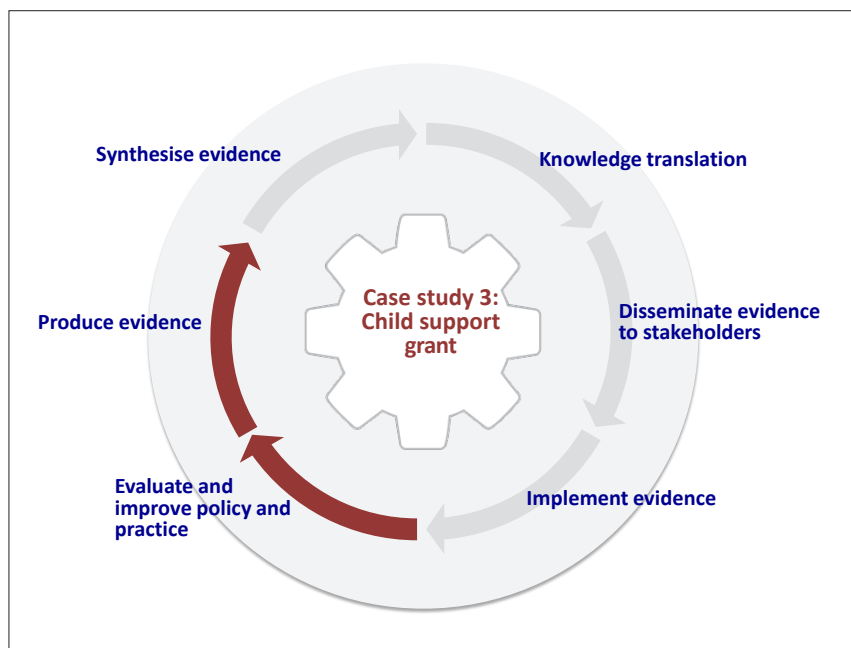 Synthesise evidence
Knowledge translation
Case study 3:
Child support
grant
Produce evidence
Disseminate evidence
to stakeholders
Evaluate and
improve policy and
practice
Implement evidence